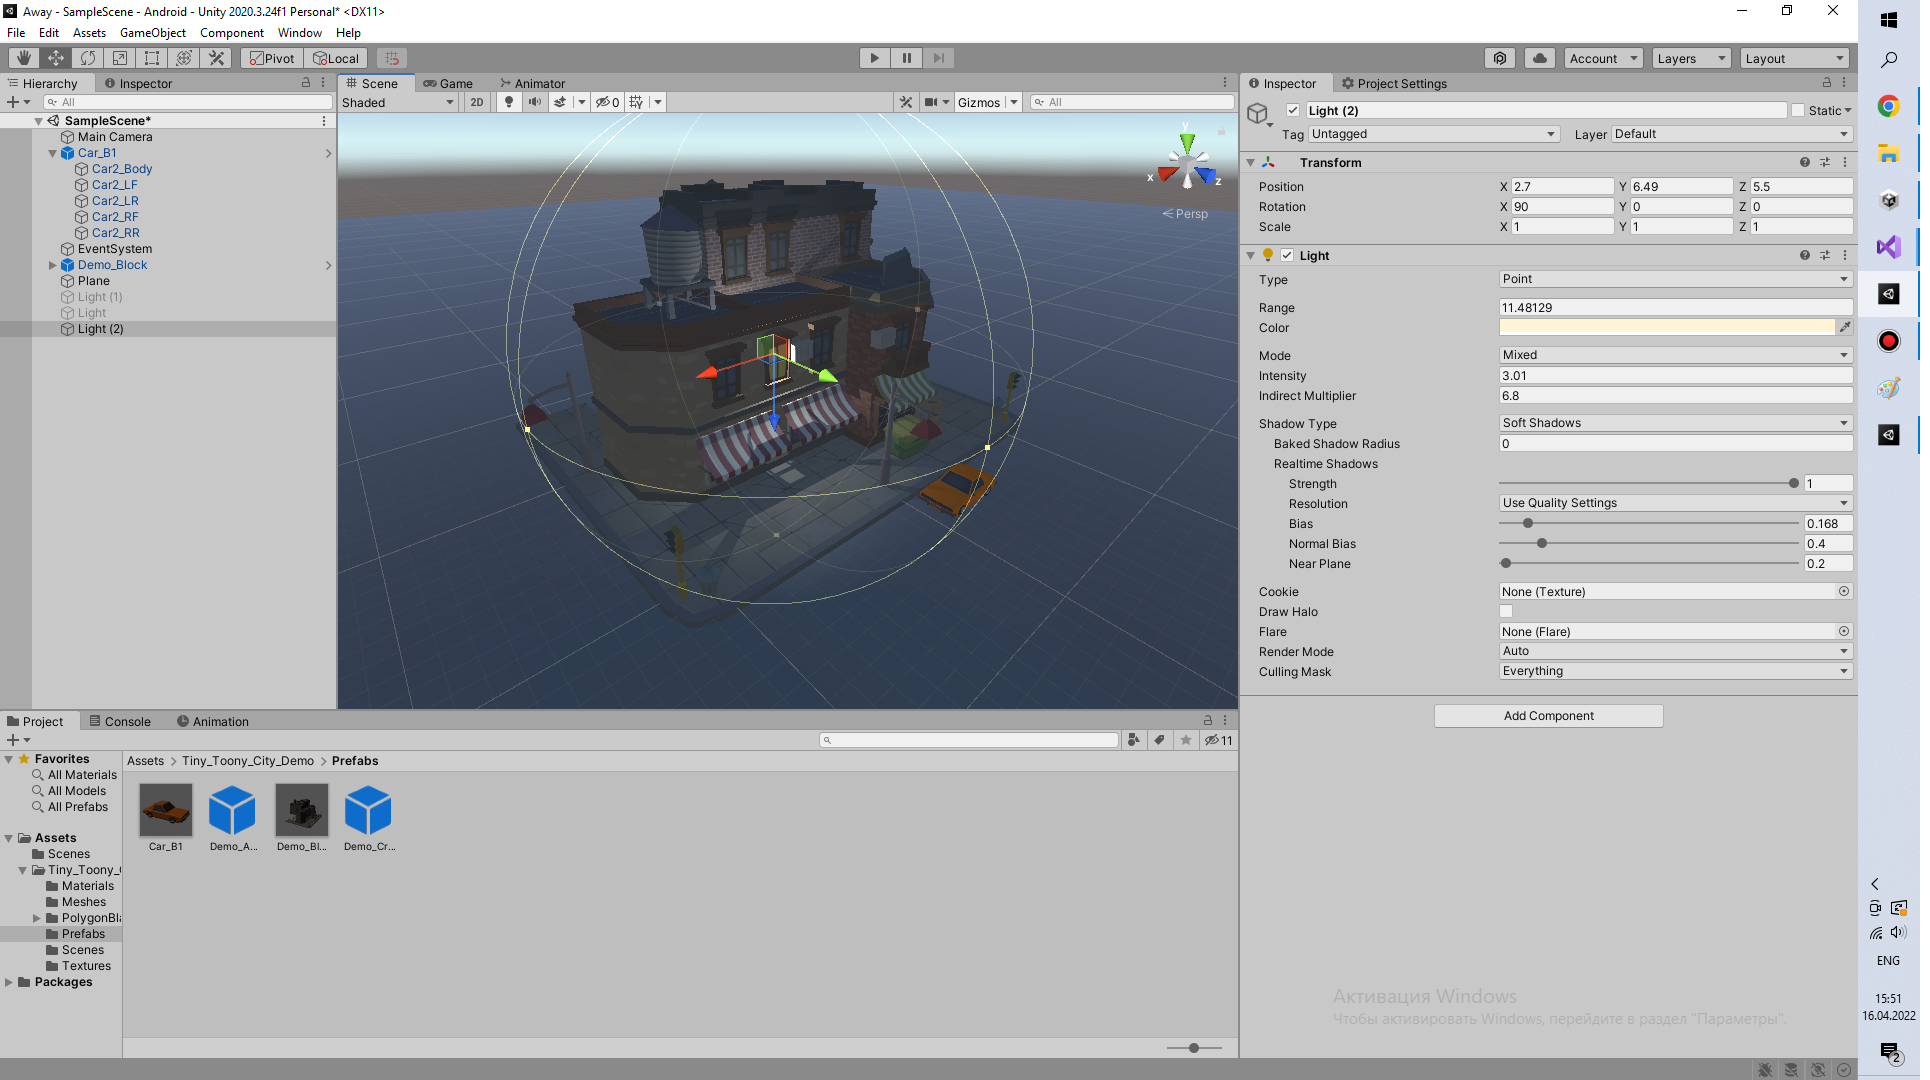 Away - SampleScene - Android - Unity 2020.3.24f1 Personal* <DX11>
File Edit Assets GameObject Component Window Help
Pivot Local
Account Layers Layout
Hierarchy Inspector
All
SampleScene*
Main Camera
Car_B1
Car2_Body
Car2_LF
Car2_LR
Car2_RF
Car2_RR
EventSystem
Demo_Block
Plane
Light (1)
Light
Light (2)
Scene Game Animator
Shaded 2D 0 Gizmos All
y
x
z
Persp
Inspector Project Settings
Light (2) Static
Tag Untagged Layer Default
Transform
Position X 2.7 Y 6.49 Z 5.5
Rotation X 90 Y 0 Z 0
Scale X 1 Y 1 Z 1
Light
Type Point
Range 11.48129
Color
Mode Mixed
Intensity 3.01
Indirect Multiplier 6.8
Shadow Type Soft Shadows
Baked Shadow Radius 0
Realtime Shadows
Strength 1
Resolution Use Quality Settings
Bias 0.168
Normal Bias 0.4
Near Plane 0.2
Cookie None (Texture)
Draw Halo
Flare None (Flare)
Render Mode Auto
Culling Mask Everything
Add Component
Project Console Animation
11
Favorites
All Materials
All Models
All Prefabs
Assets
Scenes
Tiny_Toony_(
Materials
Meshes
PolygonBla
Prefabs
Scenes
Textures
Packages
Assets > Tiny_Toony_City_Demo > Prefabs
Car_B1 Demo_A... Demo_Bl... Demo_Cr...
Активация Windows
Чтобы активировать Windows, перейдите в раздел "Параметры".
ENG
15:51
16.04.2022
2